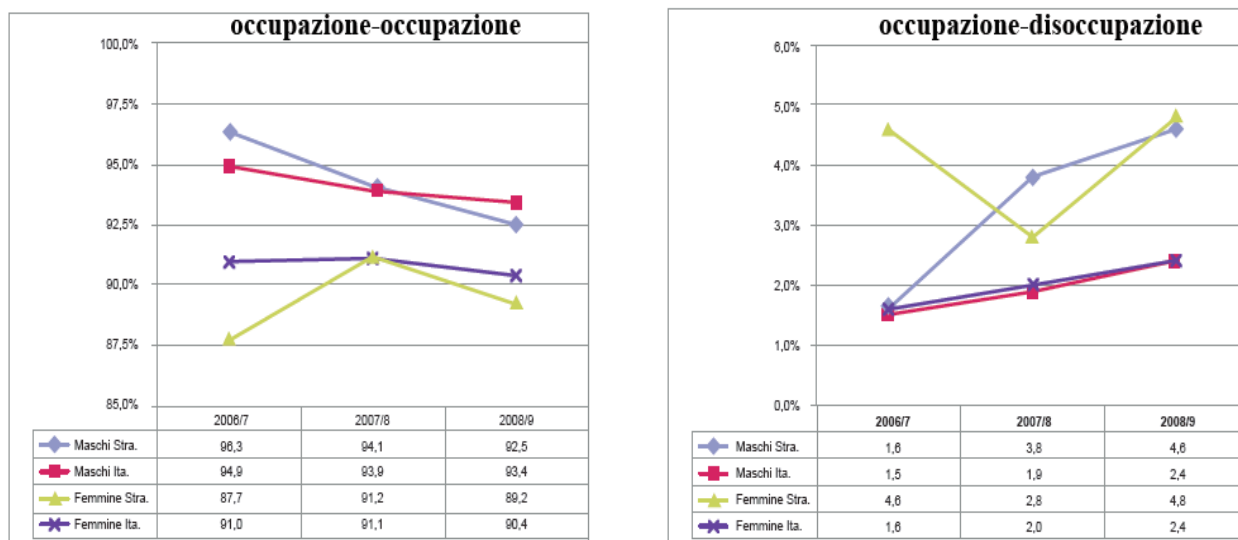 occupazione-occupazione
100,0%
97,5%
95,0%
92,5%
90,0%
87,5%
85,0%
2006/7 2007/8 2008/9
Maschi Stra. 96,3 94,1 92,5
Maschi Ita. 94,9 93,9 93,4
Femmine Stra. 87,7 91,2 89,2
Femmine Ita. 91,0 91,1 90,4
occupazione-disoccupazione
6,0%
5,0%
4,0%
3,0%
2,0%
1,0%
0,0%
2006/7 2007/8 2008/9
Maschi Stra. 1,6 3,8 4,6
Maschi Ita. 1,5 1,9 2,4
Femmine Stra. 4,6 2,8 4,8
Femmine Ita. 1,6 2,0 2,4